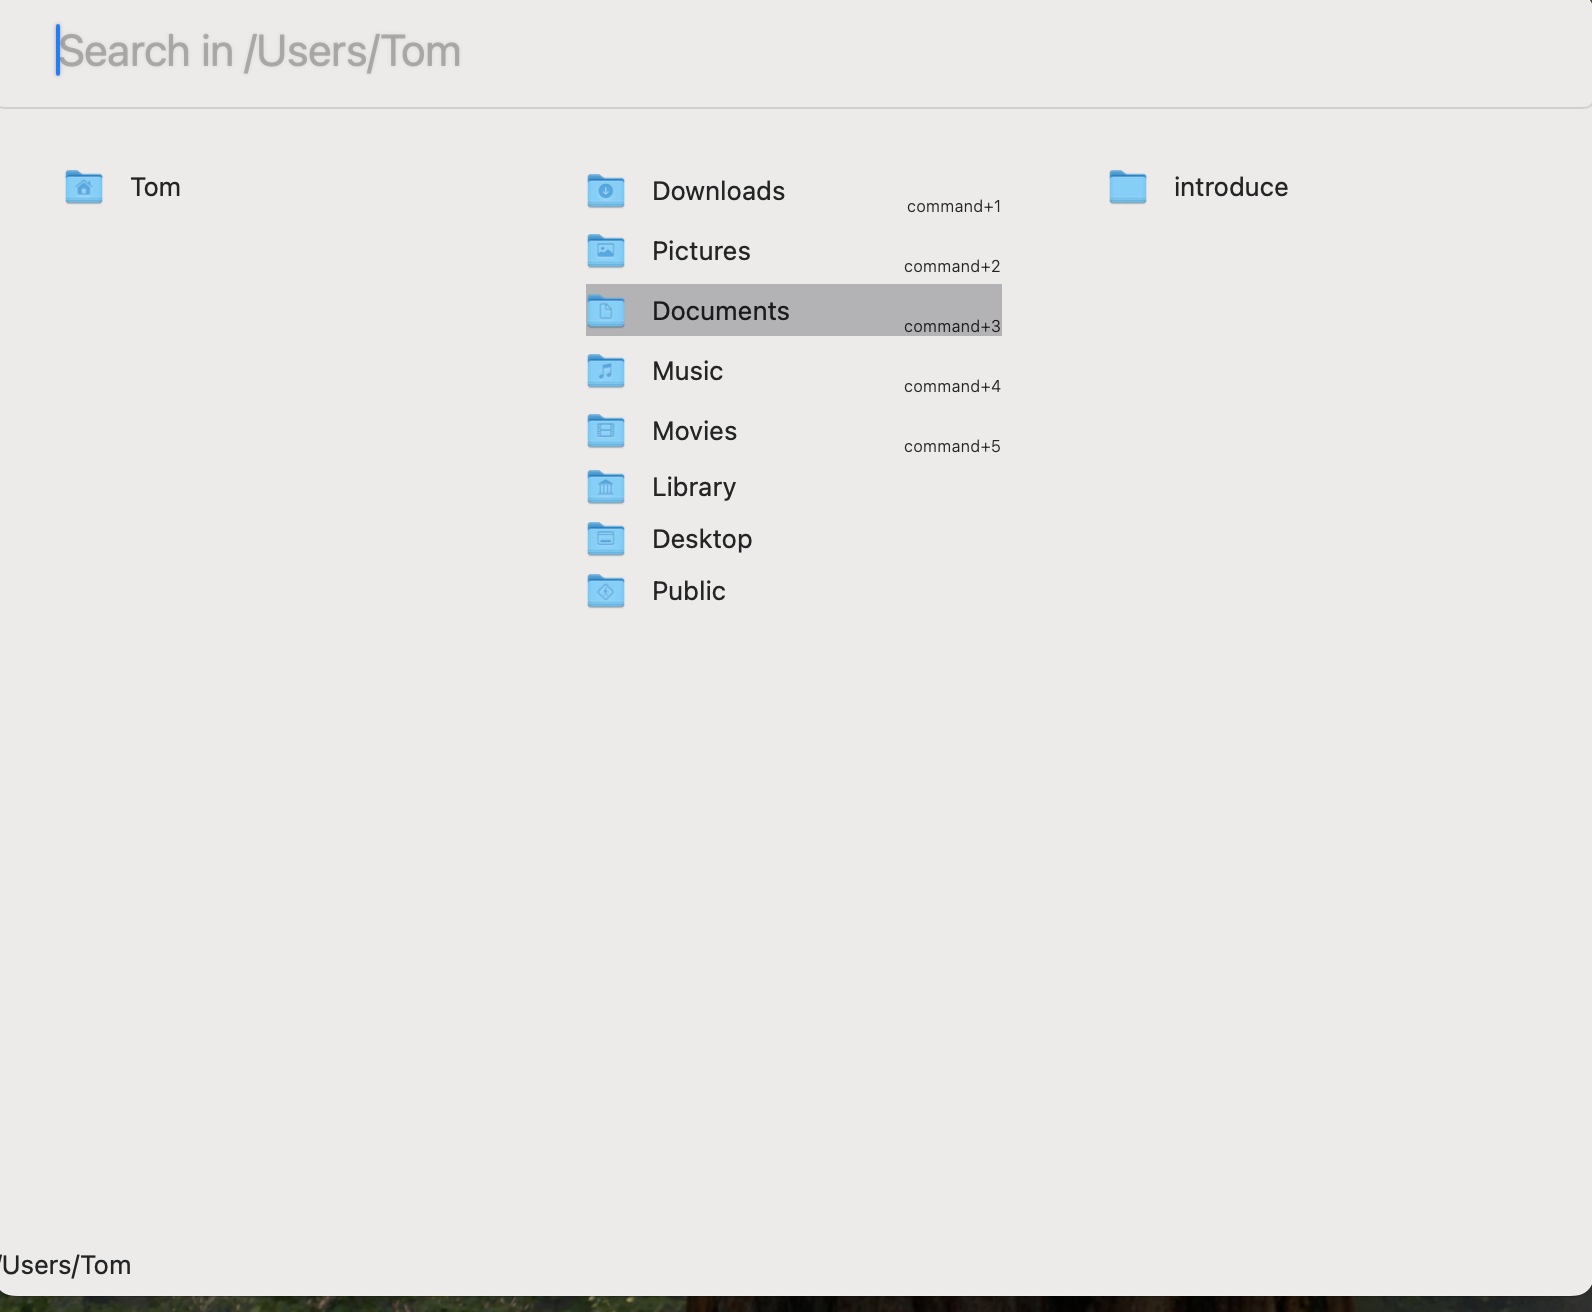 Search in /Users/Tom
Tom
Downloads
command+1
Pictures
command+2
Documents
command+3
Music
command+4
Movies
command+5
Library
Desktop
Public
introduce
/Users/Tom